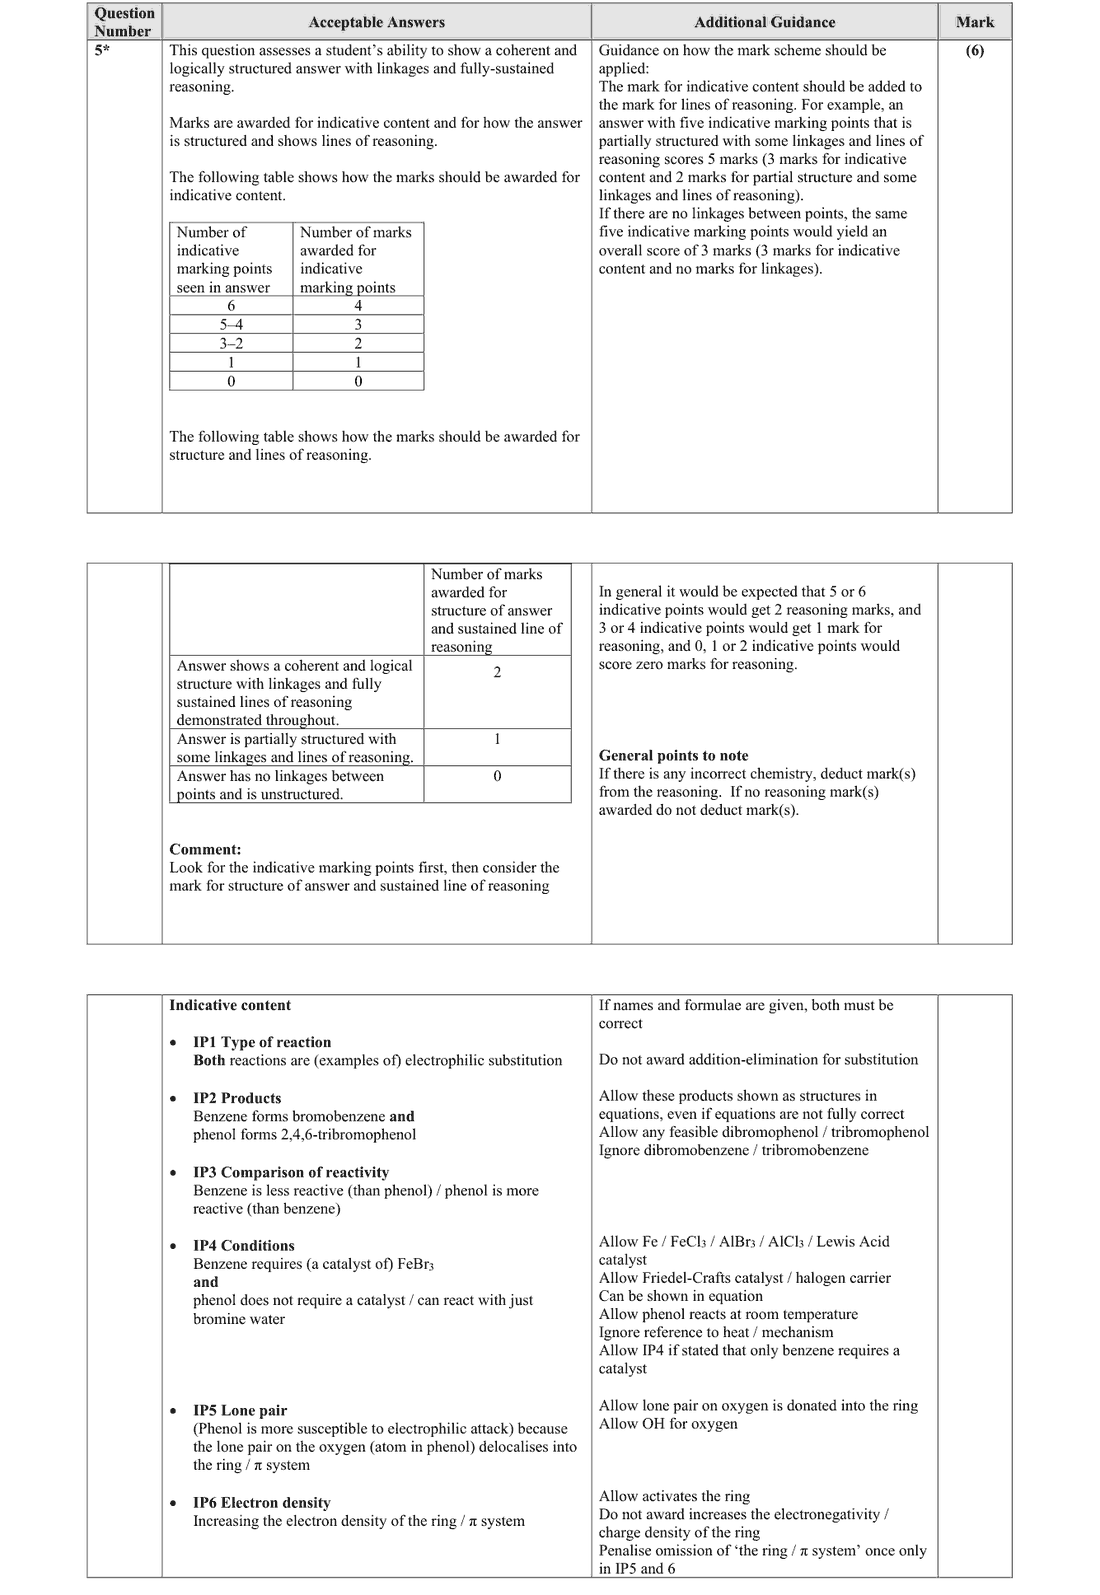 Question
Number
Acceptable Answers
Additional Guidance
Mark
5*
This question assesses a student’s ability to show a coherent and
logically structured answer with linkages and fully-sustained
reasoning.
Marks are awarded for indicative content and for how the answer
is structured and shows lines of reasoning.
The following table shows how the marks should be awarded for
indicative content.
Number of
indicative
marking points
seen in answer
Number of marks
awarded for
indicative
marking points
6 4
5–4 3
3–2 2
1 1
0 0
The following table shows how the marks should be awarded for
structure and lines of reasoning.
Guidance on how the mark scheme should be
applied:
The mark for indicative content should be added to
the mark for lines of reasoning. For example, an
answer with five indicative marking points that is
partially structured with some linkages and lines of
reasoning scores 5 marks (3 marks for indicative
content and 2 marks for partial structure and some
linkages and lines of reasoning).
If there are no linkages between points, the same
five indicative marking points would yield an
overall score of 3 marks (3 marks for indicative
content and no marks for linkages).
(6)
Number of marks
awarded for
structure of answer
and sustained line of
reasoning
Answer shows a coherent and logical
structure with linkages and fully
sustained lines of reasoning
demonstrated throughout.
2
Answer is partially structured with
some linkages and lines of reasoning.
1
Answer has no linkages between
points and is unstructured.
0
Comment:
Look for the indicative marking points first, then consider the
mark for structure of answer and sustained line of reasoning
In general it would be expected that 5 or 6
indicative points would get 2 reasoning marks, and
3 or 4 indicative points would get 1 mark for
reasoning, and 0, 1 or 2 indicative points would
score zero marks for reasoning.
General points to note
If there is any incorrect chemistry, deduct mark(s)
from the reasoning. If no reasoning mark(s)
awarded do not deduct mark(s).
Indicative content
• IP1 Type of reaction
Both reactions are (examples of) electrophilic substitution
• IP2 Products
Benzene forms bromobenzene and
phenol forms 2,4,6-tribromophenol
• IP3 Comparison of reactivity
Benzene is less reactive (than phenol) / phenol is more
reactive (than benzene)
• IP4 Conditions
Benzene requires (a catalyst of) FeBr₃
and
phenol does not require a catalyst / can react with just
bromine water
• IP5 Lone pair
(Phenol is more susceptible to electrophilic attack) because
the lone pair on the oxygen (atom in phenol) delocalises into
the ring / π system
• IP6 Electron density
Increasing the electron density of the ring / π system
If names and formulae are given, both must be
correct
Do not award addition-elimination for substitution
Allow these products shown as structures in
equations, even if equations are not fully correct
Allow any feasible dibromophenol / tribromophenol
Ignore dibromobenzene / tribromobenzene
Allow Fe / FeCl₃ / AlBr₃ / AlCl₃ / Lewis Acid
catalyst
Allow Friedel-Crafts catalyst / halogen carrier
Can be shown in equation
Allow phenol reacts at room temperature
Ignore reference to heat / mechanism
Allow IP4 if stated that only benzene requires a
catalyst
Allow lone pair on oxygen is donated into the ring
Allow OH for oxygen
Allow activates the ring
Do not award increases the electronegativity /
charge density of the ring
Penalise omission of ‘the ring / π system’ once only
in IP5 and 6